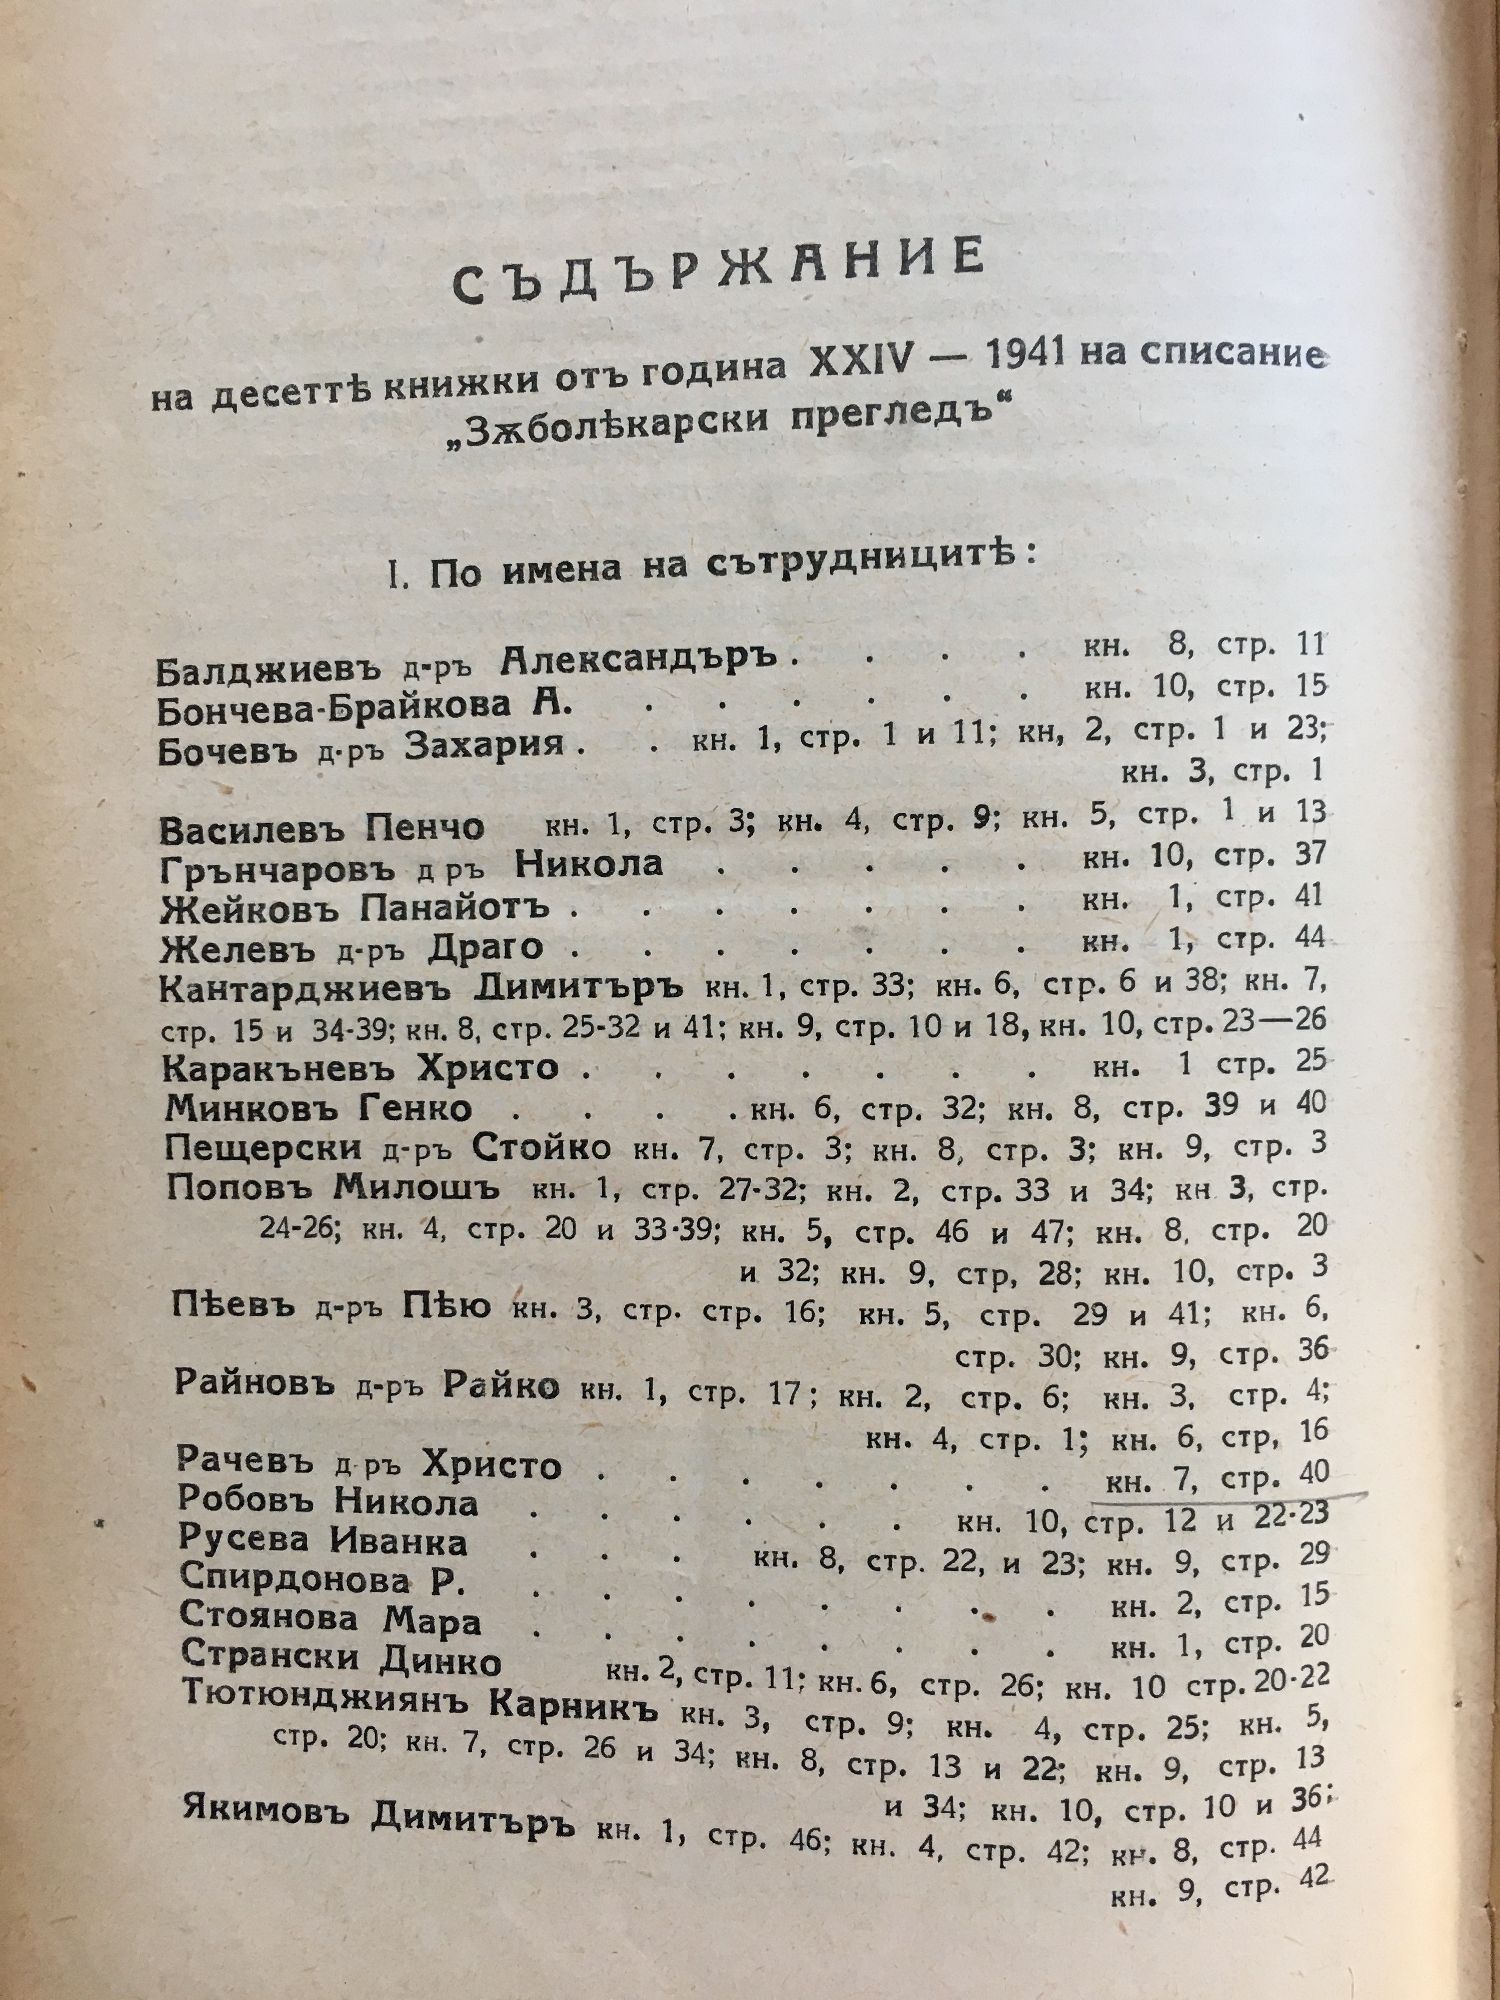 СЪДЪРЖАНИЕ
на десеттѣ книжки отъ година XXIV — 1941 на списание
„Зѫболѣкарски прегледъ“
I. По имена на сътрудницитѣ:
Балджиевъ д-ръ Александъръ . . . . кн. 8, стр. 11
Бончева-Брайкова А. . . . . . . кн. 10, стр. 15
Бочевъ д-ръ Захария . . кн. 1, стр. 1 и 11; кн, 2, стр. 1 и 23;
кн. 3, стр. 1
Василевъ Пенчо кн. 1, стр. 3; кн. 4, стр. 9; кн. 5, стр. 1 и 13
Грънчаровъ д ръ Никола . . . . . кн. 10, стр. 37
Жейковъ Панайотъ . . . . . . . кн. 1, стр. 41
Желевъ д-ръ Драго . . . . . . . кн. 1, стр. 44
Кантарджиевъ Димитъръ кн. 1, стр. 33; кн. 6, стр. 6 и 38; кн. 7,
стр. 15 и 34-39; кн. 8, стр. 25-32 и 41; кн. 9, стр. 10 и 18, кн. 10, стр. 23—26
Каракъневъ Христо . . . . . . . кн. 1 стр. 25
Минковъ Генко . . . . кн. 6, стр. 32; кн. 8, стр. 39 и 40
Пещерски д-ръ Стойко кн. 7, стр. 3; кн. 8, стр. 3; кн. 9, стр. 3
Поповъ Милошъ кн. 1, стр. 27-32; кн. 2, стр. 33 и 34; кн 3, стр.
24-26; кн. 4, стр. 20 и 33-39; кн. 5, стр. 46 и 47; кн. 8, стр. 20
и 32; кн. 9, стр, 28; кн. 10, стр. 3
Пѣевъ д-ръ Пѣю кн. 3, стр. стр. 16; кн. 5, стр. 29 и 41; кн. 6,
стр. 30; кн. 9, стр. 36
Райновъ д-ръ Райко кн. 1, стр. 17; кн. 2, стр. 6; кн. 3, стр. 4;
кн. 4, стр. 1; кн. 6, стр, 16
Рачевъ д-ръ Христо . . . . . . . кн. 7, стр. 40
Робовъ Никола . . . . . . кн. 10, стр. 12 и 22-23
Русева Иванка . . . кн. 8, стр. 22, и 23; кн. 9, стр. 29
Спирдонова Р. . . . . . . . . кн. 2, стр. 15
Стоянова Мара . . . . . . . . кн. 1, стр. 20
Странски Динко кн. 2, стр. 11; кн. 6, стр. 26; кн. 10 стр. 20-22
Тютюнджиянъ Карникъ кн. 3, стр. 9; кн. 4, стр. 25; кн. 5,
стр. 20; кн. 7, стр. 26 и 34; кн. 8, стр. 13 и 22; кн. 9, стр. 13
и 34; кн. 10, стр. 10 и 36;
Якимовъ Димитъръ кн. 1, стр. 46; кн. 4, стр. 42; кн. 8, стр. 44
кн. 9, стр. 42